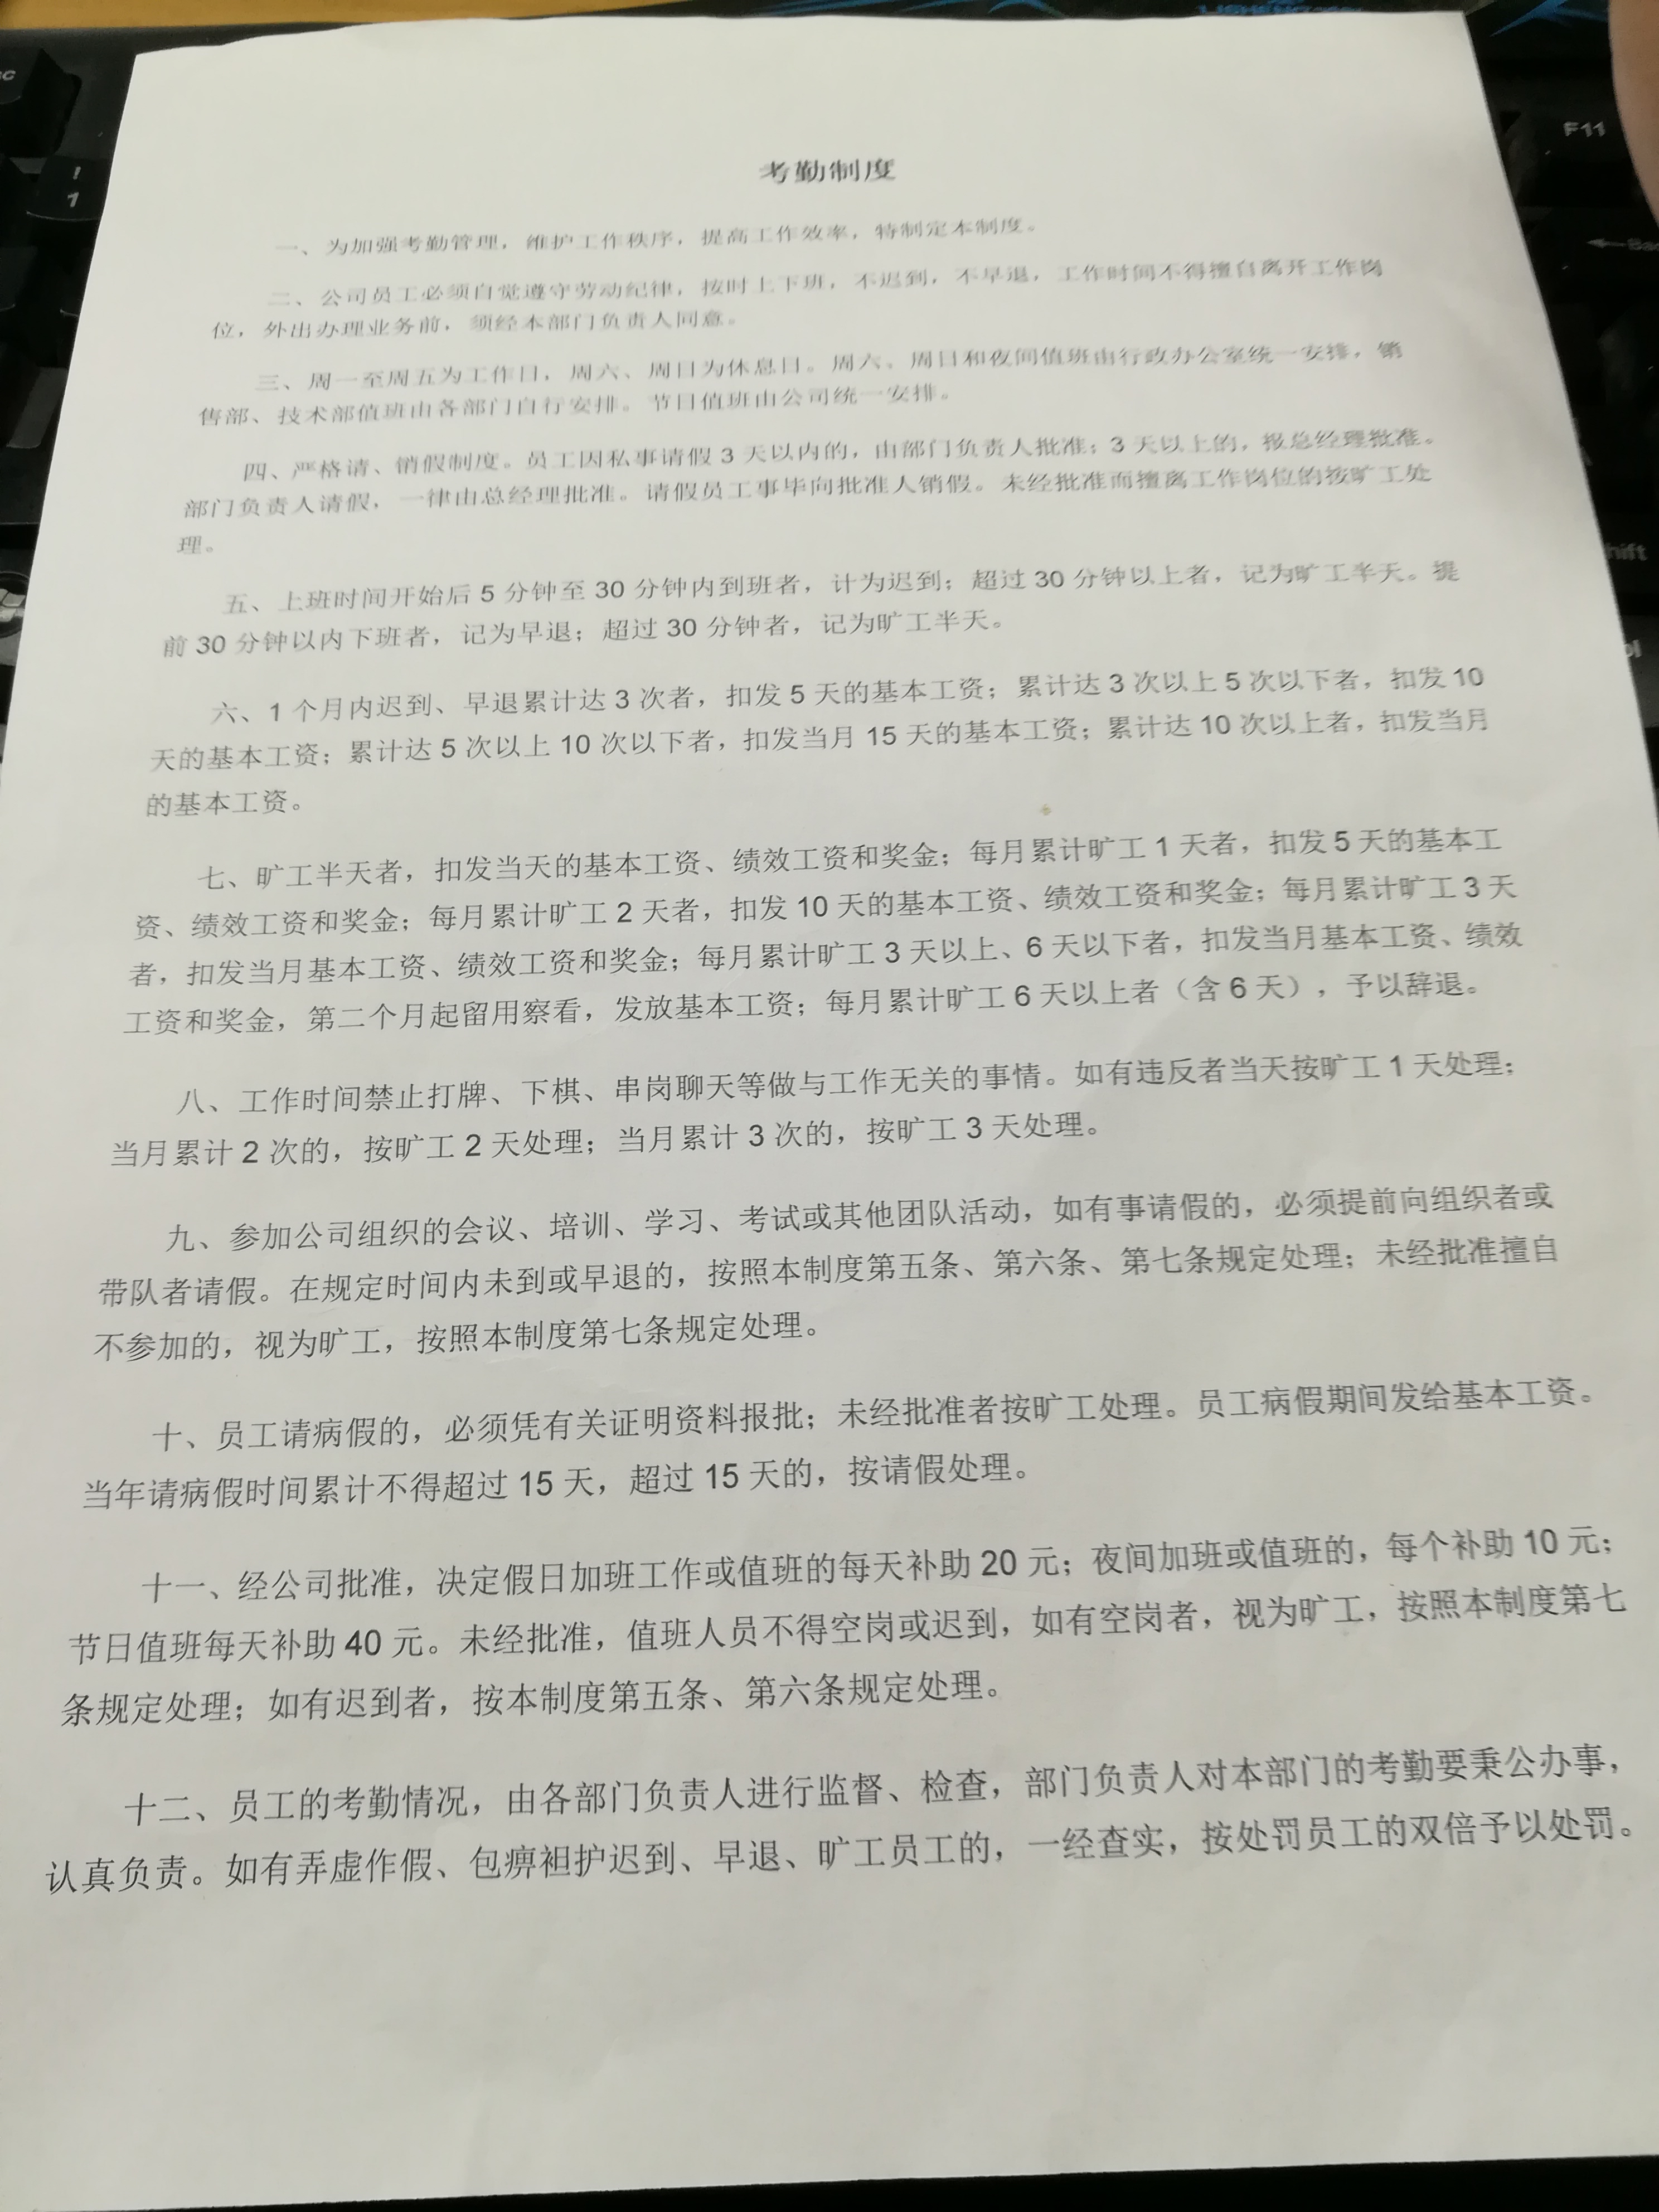 考勤制度
一、为加强考勤管理，维护工作秩序，提高工作效率，特制定本制度。
二、公司员工必须自觉遵守劳动纪律，按时上下班，不迟到，不早退，工作时间不得擅自离开工作岗
位，外出办理业务前，须经本部门负责人同意。
三、周一至周五为工作日，周六、周日为休息日。周六、周日和夜间值班由行政办公室统一安排，销
售部、技术部值班由各部门自行安排。节日值班由公司统一安排。
四、严格请、销假制度。员工因私事请假 3 天以内的，由部门负责人批准；3 天以上的，报总经理批准。
部门负责人请假，一律由总经理批准。请假员工事毕向批准人销假。未经批准而擅离工作岗位的按旷工处
理。
五、上班时间开始后 5 分钟至 30 分钟内到班者，计为迟到；超过 30 分钟以上者，记为旷工半天。提
前 30 分钟以内下班者，记为早退；超过 30 分钟者，记为旷工半天。
六、1 个月内迟到、早退累计达 3 次者，扣发 5 天的基本工资；累计达 3 次以上 5 次以下者，扣发 10
天的基本工资；累计达 5 次以上 10 次以下者，扣发当月 15 天的基本工资；累计达 10 次以上者，扣发当月
的基本工资。
七、旷工半天者，扣发当天的基本工资、绩效工资和奖金；每月累计旷工 1 天者，扣发 5 天的基本工
资、绩效工资和奖金；每月累计旷工 2 天者，扣发 10 天的基本工资、绩效工资和奖金；每月累计旷工 3 天
者，扣发当月基本工资、绩效工资和奖金；每月累计旷工 3 天以上、6 天以下者，扣发当月基本工资、绩效
工资和奖金，第二个月起留用察看，发放基本工资；每月累计旷工 6 天以上者（含 6 天），予以辞退。
八、工作时间禁止打牌、下棋、串岗聊天等做与工作无关的事情。如有违反者当天按旷工 1 天处理；
当月累计 2 次的，按旷工 2 天处理；当月累计 3 次的，按旷工 3 天处理。
九、参加公司组织的会议、培训、学习、考试或其他团队活动，如有事请假的，必须提前向组织者或
带队者请假。在规定时间内未到或早退的，按照本制度第五条、第六条、第七条规定处理；未经批准擅自
不参加的，视为旷工，按照本制度第七条规定处理。
十、员工请病假的，必须凭有关证明资料报批；未经批准者按旷工处理。员工病假期间发给基本工资。
当年请病假时间累计不得超过 15 天，超过 15 天的，按请假处理。
十一、经公司批准，决定假日加班工作或值班的每天补助 20 元；夜间加班或值班的，每个补助 10 元；
节日值班每天补助 40 元。未经批准，值班人员不得空岗或迟到，如有空岗者，视为旷工，按照本制度第七
条规定处理；如有迟到者，按本制度第五条、第六条规定处理。
十二、员工的考勤情况，由各部门负责人进行监督、检查，部门负责人对本部门的考勤要秉公办事，
认真负责。如有弄虚作假、包痹袒护迟到、早退、旷工员工的，一经查实，按处罚员工的双倍予以处罚。
F11
!
1